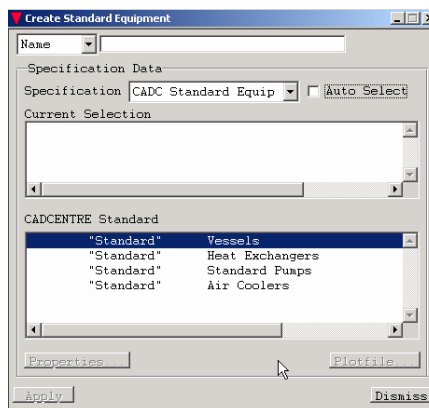 Create Standard Equipment
Name
Specification Data
Specification CADC Standard Equip Auto Select
Current Selection
CADCENTRE Standard
"Standard" Vessels
"Standard" Heat Exchangers
"Standard" Standard Pumps
"Standard" Air Coolers
Properties... Plotfile...
Apply Dismiss